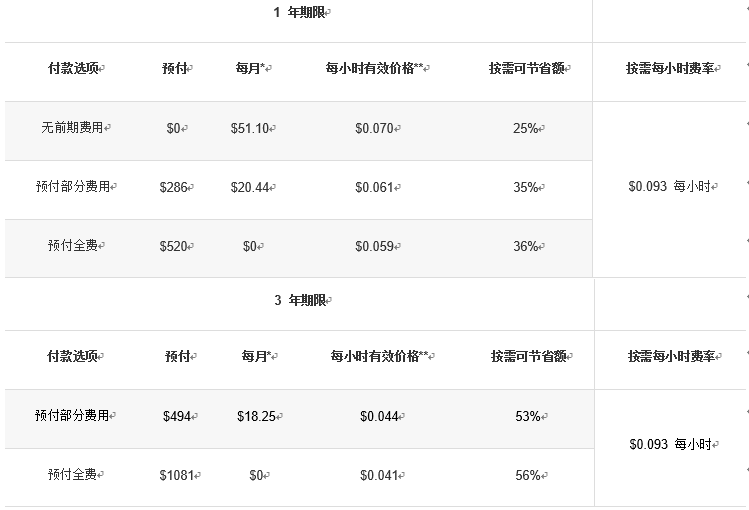 1 年期限
付款选项 预付 每月* 每小时有效价格** 按需可节省额 按需每小时费率
无前期费用 $0 $51.10 $0.070 25%
预付部分费用 $286 $20.44 $0.061 35% $0.093 每小时
预付全费 $520 $0 $0.059 36%
3 年期限
付款选项 预付 每月* 每小时有效价格** 按需可节省额 按需每小时费率
预付部分费用 $494 $18.25 $0.044 53% $0.093 每小时
预付全费 $1081 $0 $0.041 56%